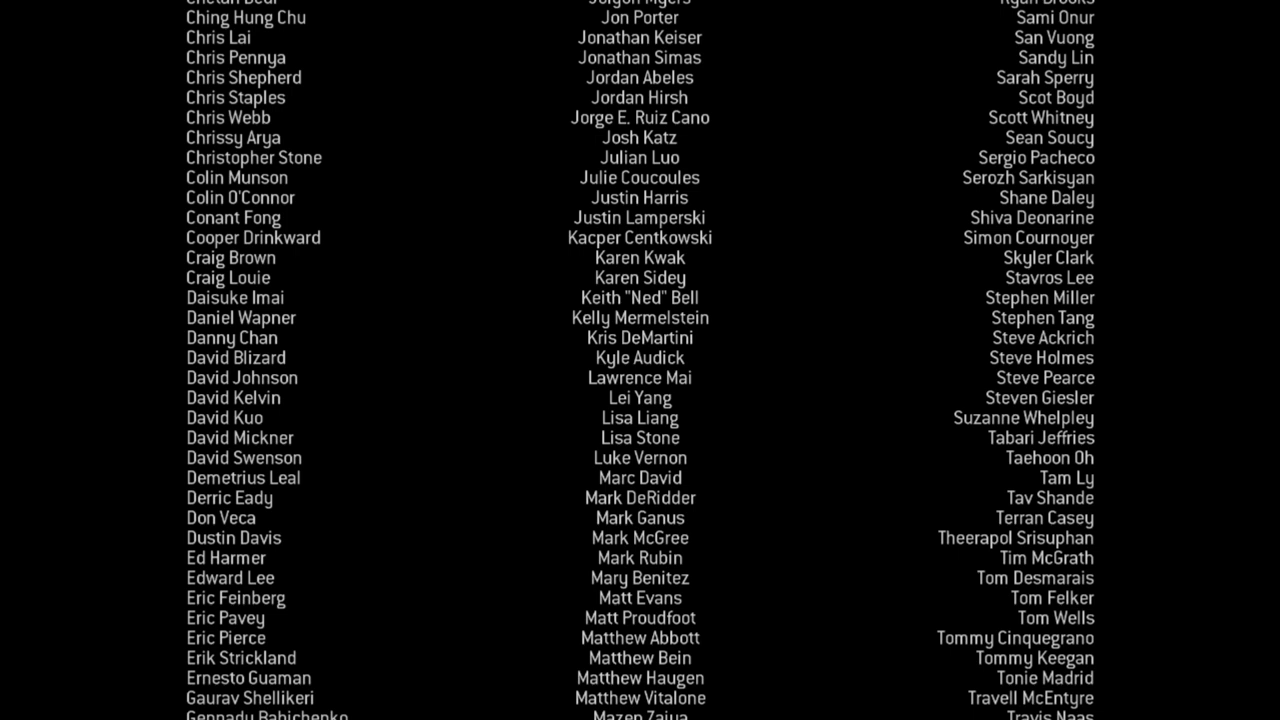 Chetan Bedi
Ching Hung Chu
Chris Lai
Chris Pennya
Chris Shepherd
Chris Staples
Chris Webb
Chrissy Arya
Christopher Stone
Colin Munson
Colin O'Connor
Conant Fong
Cooper Drinkward
Craig Brown
Craig Louie
Daisuke Imai
Daniel Wapner
Danny Chan
David Blizard
David Johnson
David Kelvin
David Kuo
David Mickner
David Swenson
Demetrius Leal
Derric Eady
Don Veca
Dustin Davis
Ed Harmer
Edward Lee
Eric Feinberg
Eric Pavey
Eric Pierce
Erik Strickland
Ernesto Guaman
Gaurav Shellikeri
Gennady Babichenko
Myers
Jon Porter
Jonathan Keiser
Jonathan Simas
Jordan Abeles
Jordan Hirsh
Jorge E. Ruiz Cano
Josh Katz
Julian Luo
Julie Coucoules
Justin Harris
Justin Lamperski
Kacper Centkowski
Karen Kwak
Karen Sidey
Keith "Ned" Bell
Kelly Mermelstein
Kris DeMartini
Kyle Audick
Lawrence Mai
Lei Yang
Lisa Liang
Lisa Stone
Luke Vernon
Marc David
Mark DeRidder
Mark Ganus
Mark McGree
Mark Rubin
Mary Benitez
Matt Evans
Matt Proudfoot
Matthew Abbott
Matthew Bein
Matthew Haugen
Matthew Vitalone
Mazen
Ryan Brooks
Sami Onur
San Vuong
Sandy Lin
Sarah Sperry
Scot Boyd
Scott Whitney
Sean Soucy
Sergio Pacheco
Serozh Sarkisyan
Shane Daley
Shiva Deonarine
Simon Cournoyer
Skyler Clark
Stavros Lee
Stephen Miller
Stephen Tang
Steve Ackrich
Steve Holmes
Steve Pearce
Steven Giesler
Suzanne Whelpley
Tabari Jeffries
Taehoon Oh
Tam Ly
Tav Shande
Terran Casey
Theerapol Srisuphan
Tim McGrath
Tom Desmarais
Tom Felker
Tom Wells
Tommy Cinquegrano
Tommy Keegan
Tonie Madrid
Travell McEntyre
Travis Naas